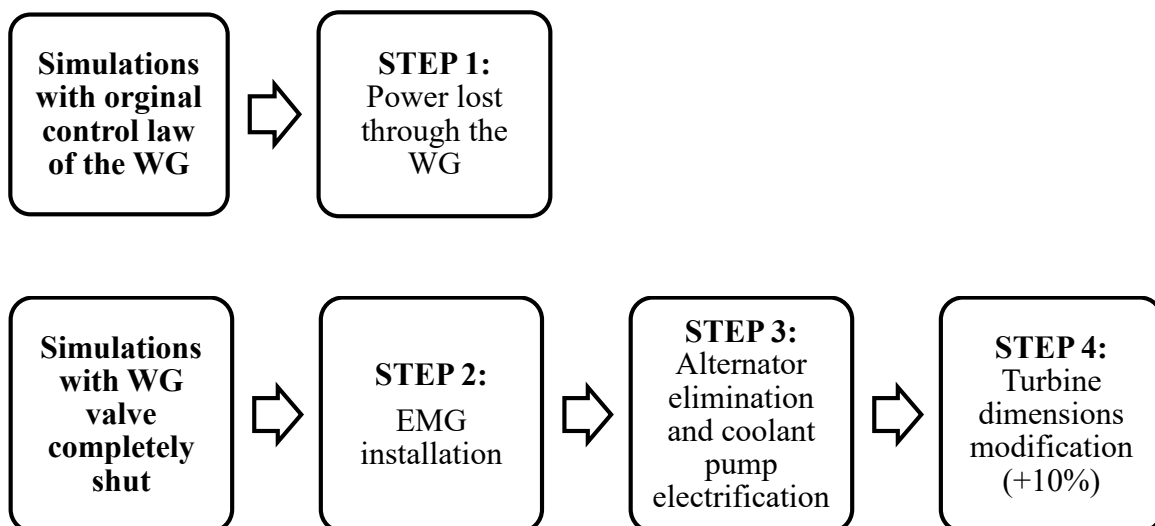 Simulations
with orginal
control law
of the WG
STEP 1:
Power lost
through the
WG
Simulations
with WG
valve
completely
shut
STEP 2:
EMG
installation
STEP 3:
Alternator
elimination
and coolant
pump
electrification
STEP 4:
Turbine
dimensions
modification
(+10%)